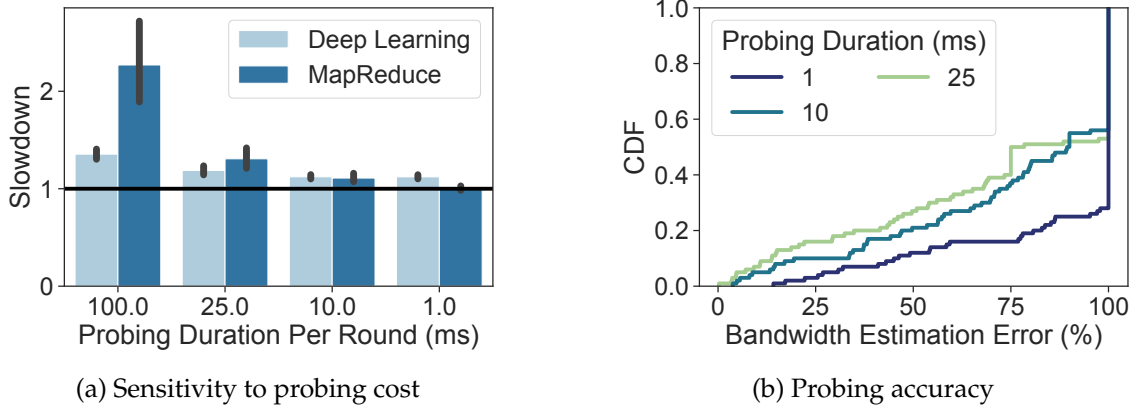 Deep Learning
MapReduce
Slowdown
2
1
0
100.0 25.0 10.0 1.0
Probing Duration Per Round (ms)
(a) Sensitivity to probing cost
Probing Duration (ms)
1 25
10
CDF
1.0
0.8
0.6
0.4
0.2
0.0
0 25 50 75 100
Bandwidth Estimation Error (%)
(b) Probing accuracy